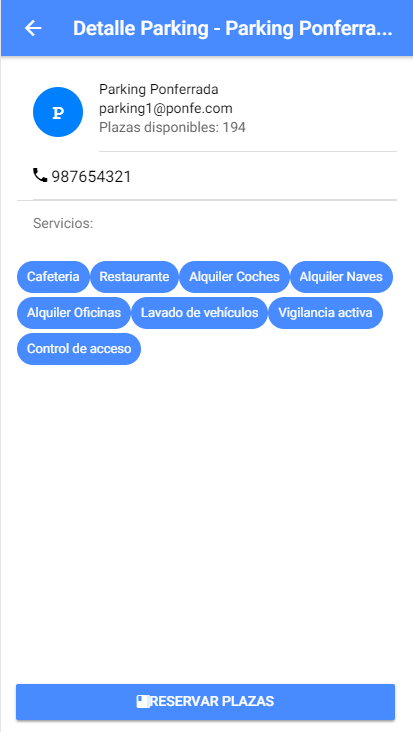 Detalle Parking - Parking Ponferra...
P
Parking Ponferrada
parking1@ponfe.com
Plazas disponibles: 194
987654321
Servicios:
Cafeteria Restaurante Alquiler Coches Alquiler Naves
Alquiler Oficinas Lavado de vehículos Vigilancia activa
Control de acceso
RESERVAR PLAZAS